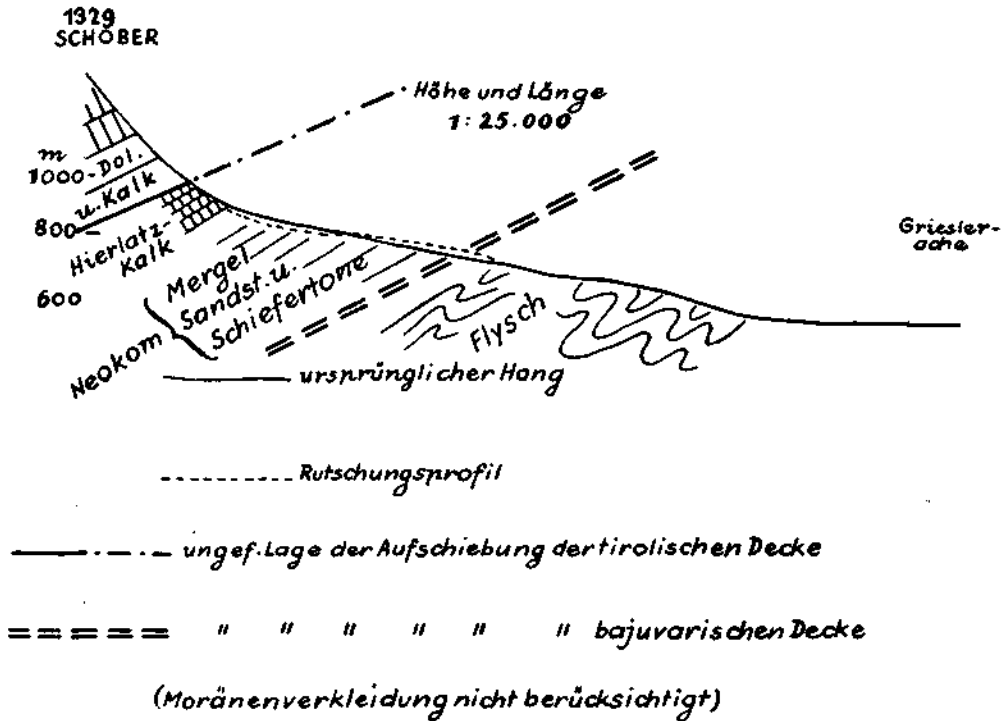 1329
SCHOBER
Höhe und Länge
1:25.000
m
1000-Dol.
u. Kalk
800
Hierlatz-
Kalk
600
Griesler-
ache
Neokom
Mergel
Sandst. u.
Schiefertone
Flysch
ursprünglicher Hang
Rutschungsprofil
ungef. Lage der Aufschiebung der tirolischen Decke
" " " " " " bajuvarischen Decke
(Moränenverkleidung nicht berücksichtigt)